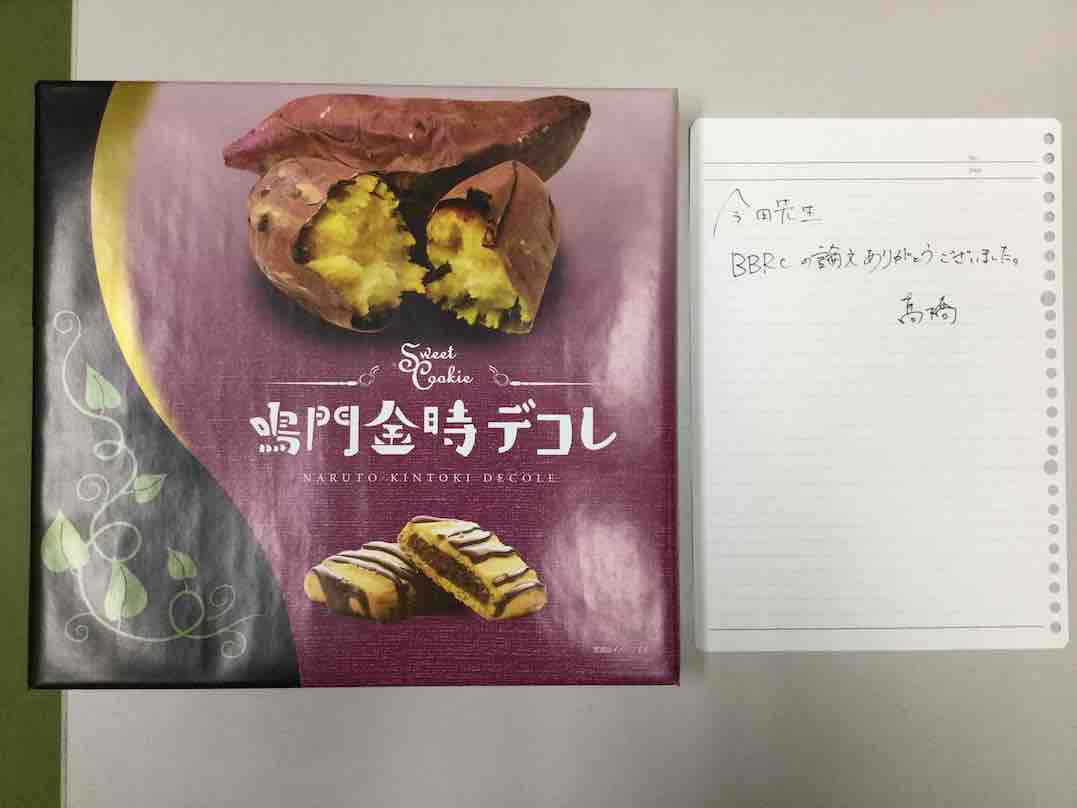 Sweet
Cookie
鳴門金時デコレ
NARUTO KINTOKI DECOLE
今田先生
BBRCの論文ありがとうございました。
高橋